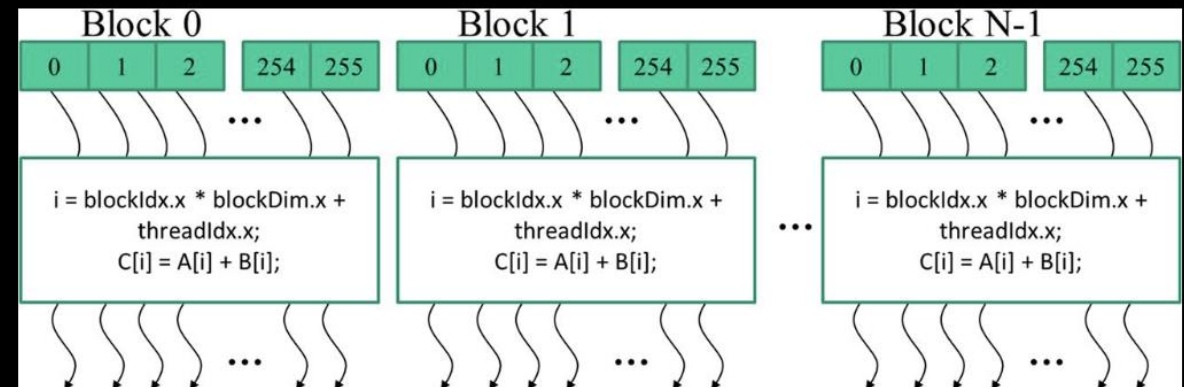 Block 0 Block 1 Block N-1
0 1 2 254 255 0 1 2 254 255 0 1 2 254 255
... ... ...
i = blockIdx.x * blockDim.x + i = blockIdx.x * blockDim.x + i = blockIdx.x * blockDim.x +
threadIdx.x; threadIdx.x; ... threadIdx.x;
C[i] = A[i] + B[i]; C[i] = A[i] + B[i]; C[i] = A[i] + B[i];
... ... ...